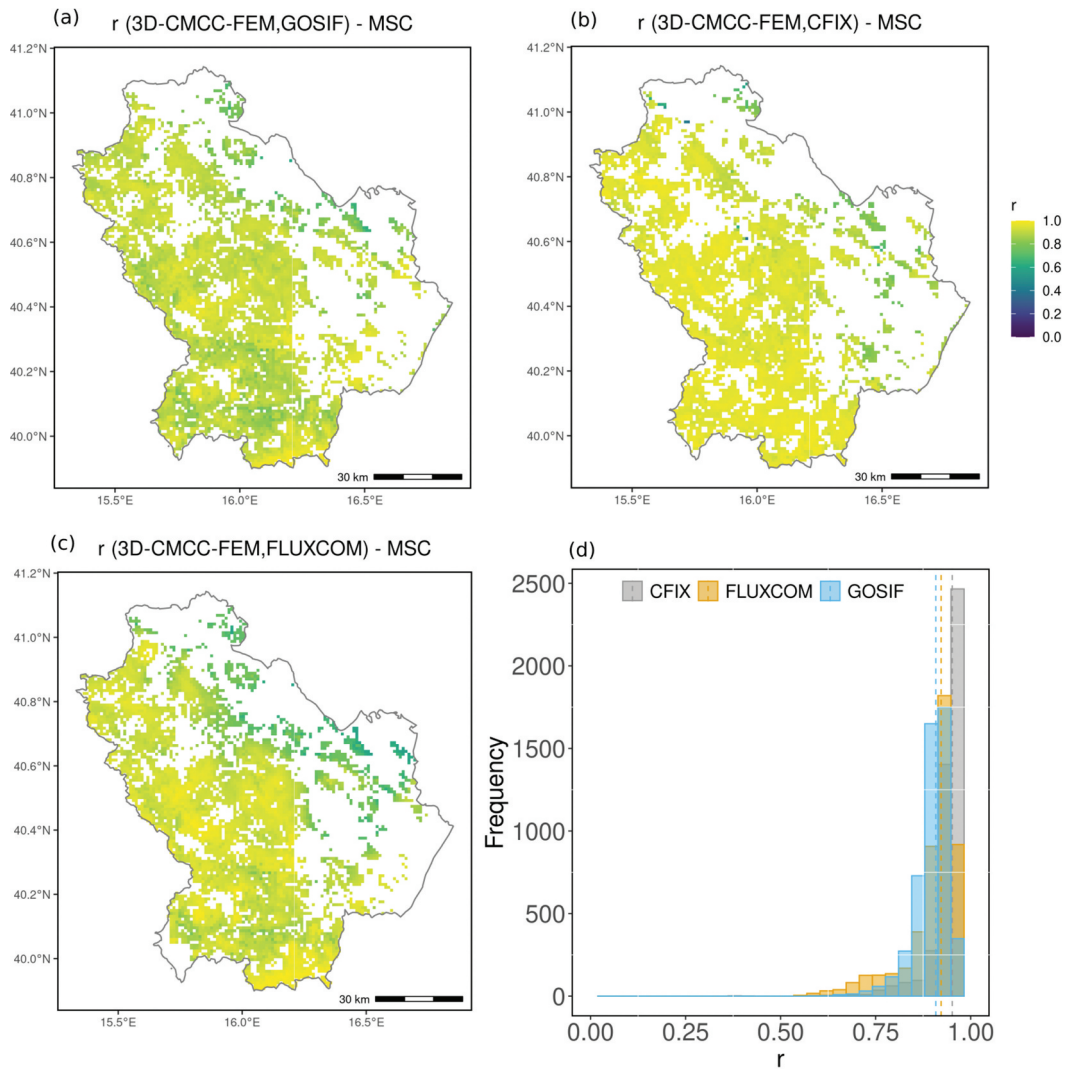 (a)
r (3D-CMCC-FEM,GOSIF) - MSC
41.2°N
41.0°N
40.8°N
40.6°N
40.4°N
40.2°N
40.0°N
30 km
15.5°E
16.0°E
16.5°E
(b)
r (3D-CMCC-FEM,CFIX) - MSC
41.2°N
41.0°N
40.8°N
40.6°N
40.4°N
40.2°N
40.0°N
30 km
15.5°E
16.0°E
16.5°E
r
1.0
0.8
0.6
0.4
0.2
0.0
(c)
r (3D-CMCC-FEM,FLUXCOM) - MSC
41.2°N
41.0°N
40.8°N
40.6°N
40.4°N
40.2°N
40.0°N
30 km
15.5°E
16.0°E
16.5°E
(d)
CFIX FLUXCOM GOSIF
Frequency
2500
2000
1500
1000
500
0
0.00 0.25 0.50 0.75 1.00
r